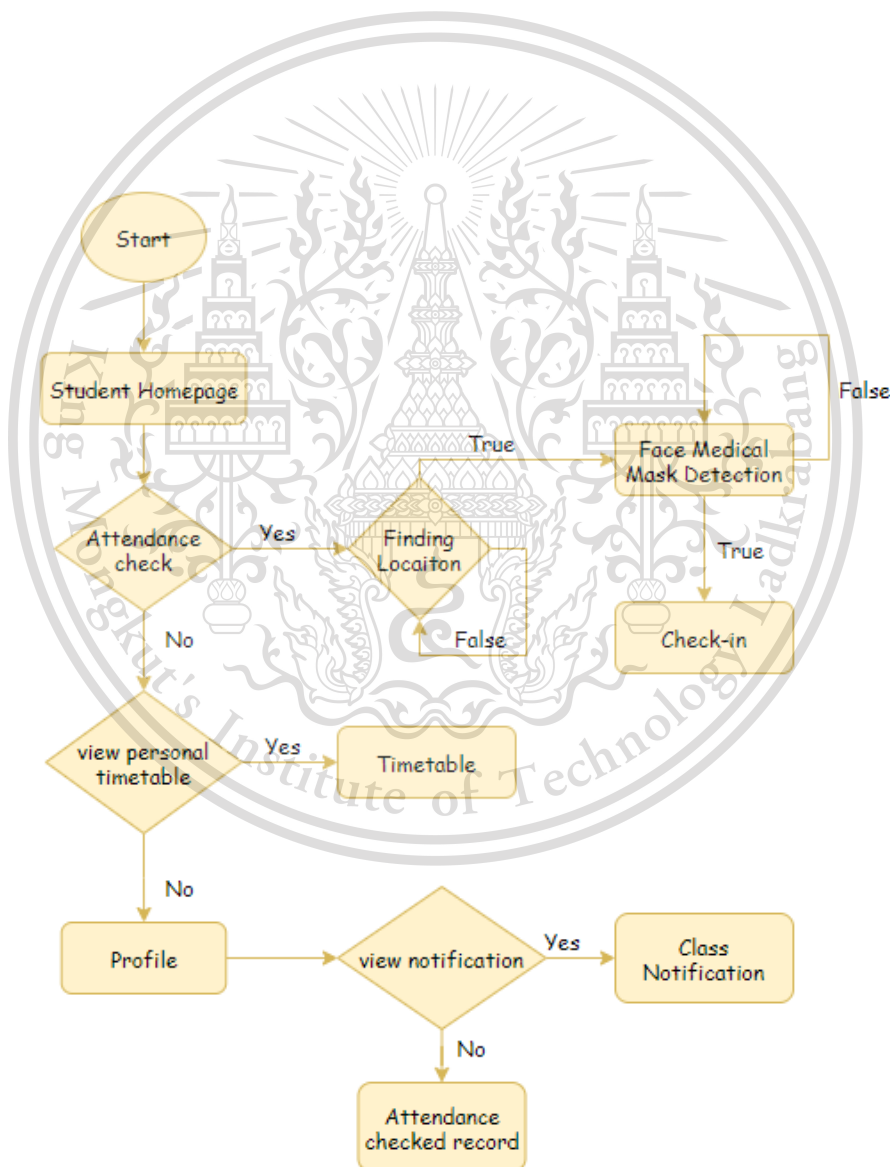 Start
Student Homepage
Attendance
check
Yes
Finding
Locaiton
True
False
Face Medical
Mask Detection
False
True
Check-in
No
view personal
timetable
Yes
Timetable
No
Profile
view notification
Yes
Class
Notification
No
Attendance
checked record
King Mongkut's Institute of Technology Ladkrabang